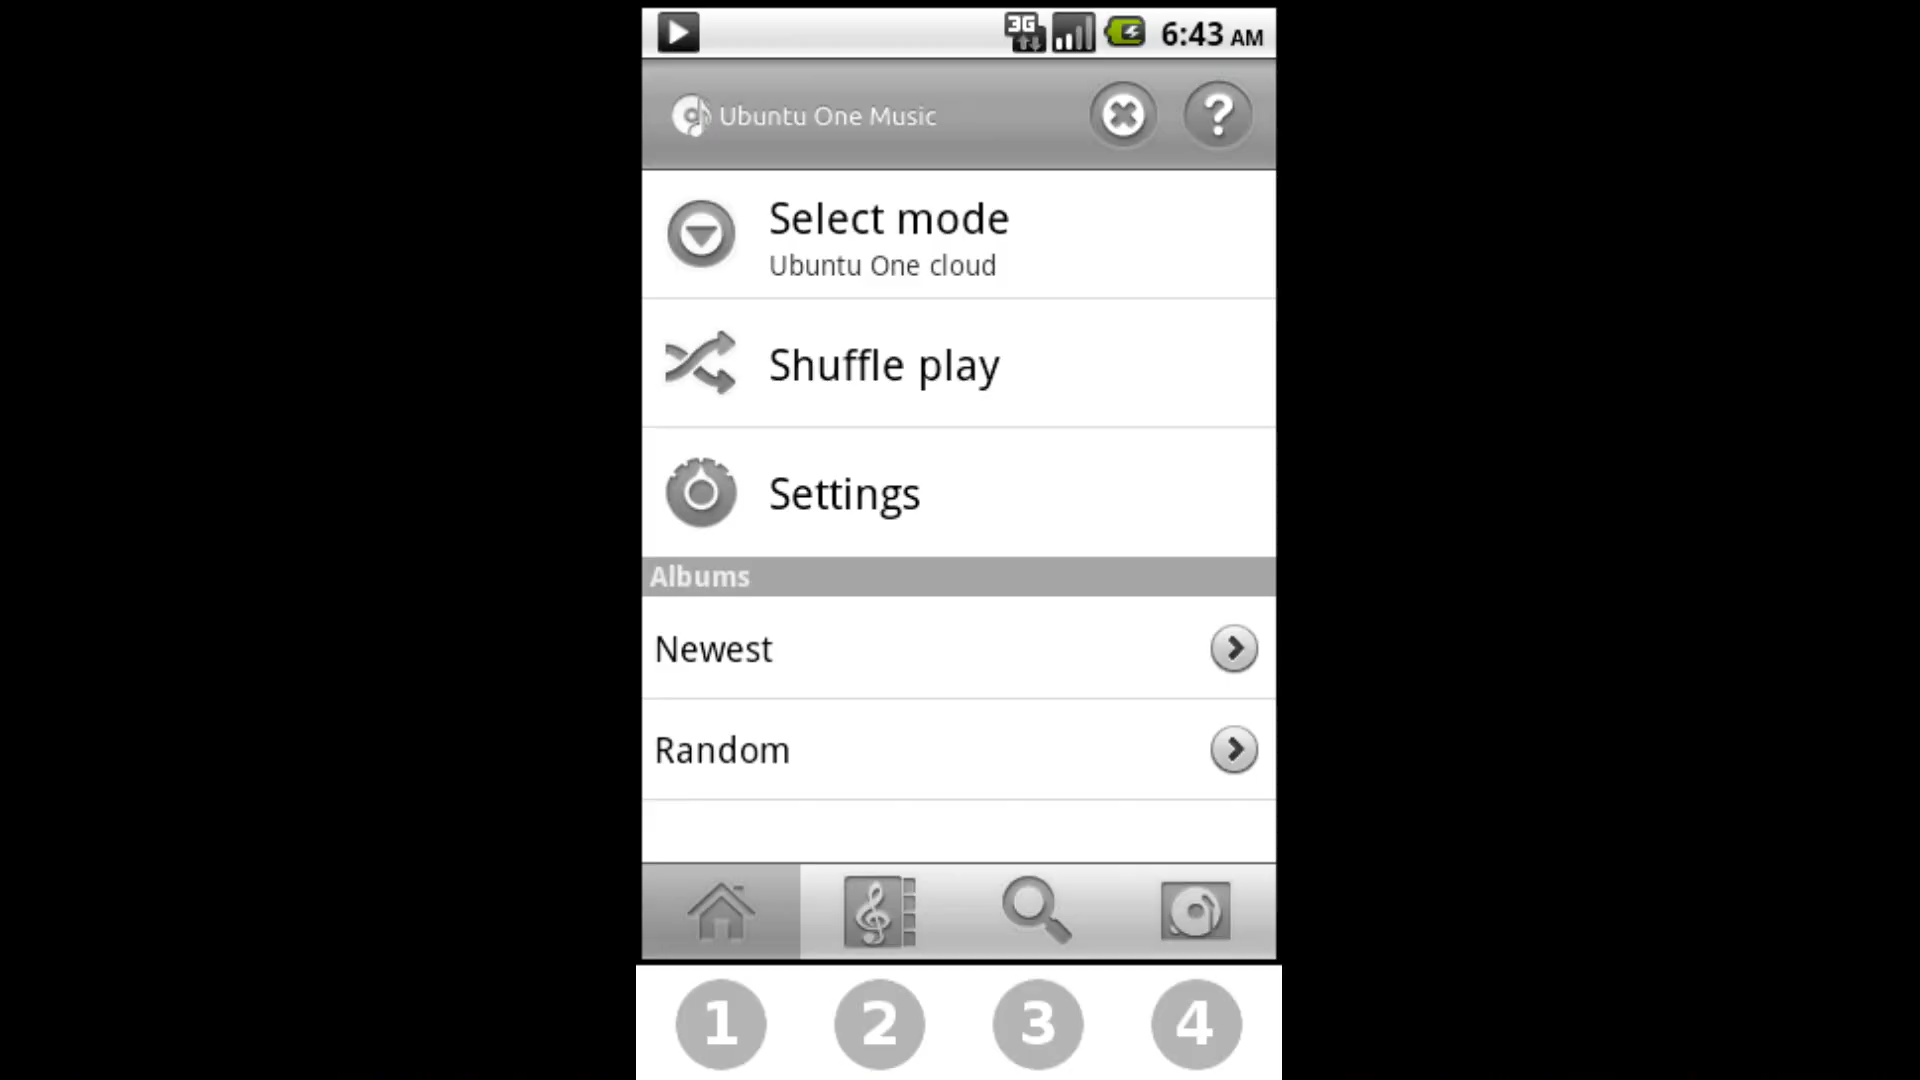 3G 6:43 AM
Ubuntu One Music ?
Select mode
Ubuntu One cloud
Shuffle play
Settings
Albums
Newest
Random
1 2 3 4